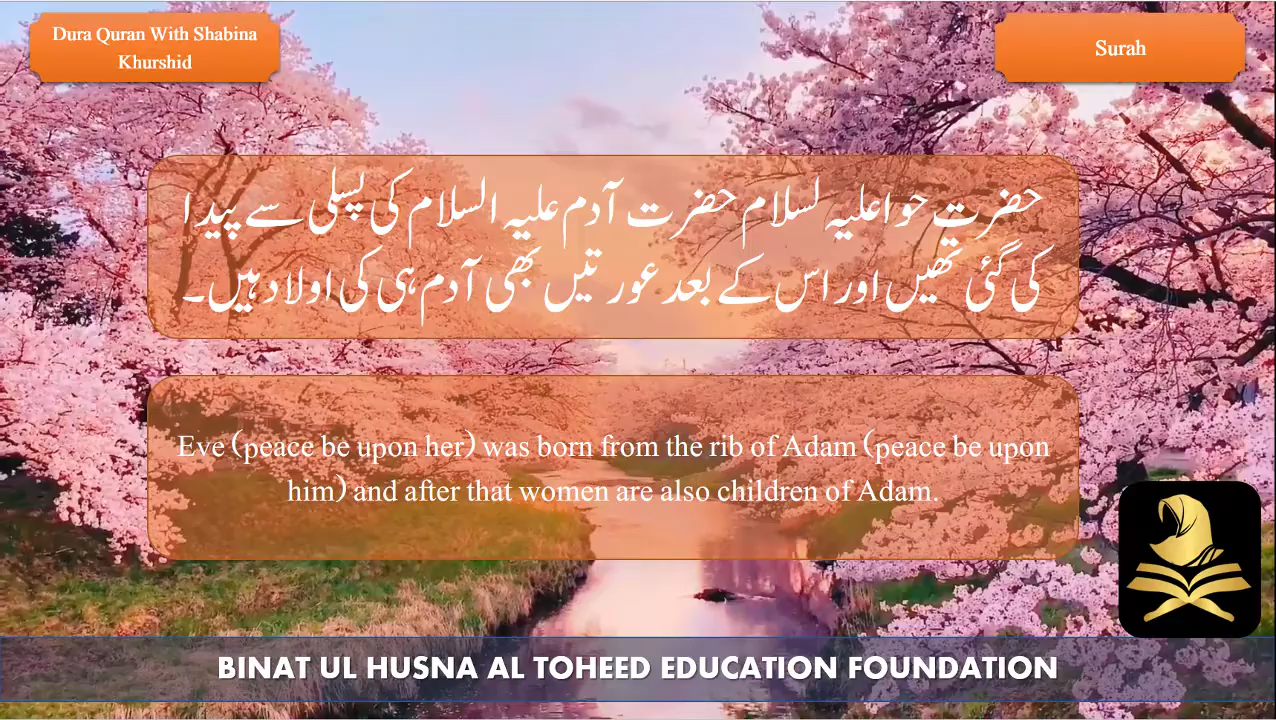 Dura Quran With Shabina
Khurshid
Surah
حضرت حوا علیہ لسلام حضرت آدم علیہ السلام کی پسلی سے پیدا
کی گئی تھیں اور اس کے بعد عورتیں بھی آدم ہی کی اولاد ہیں۔
Eve (peace be upon her) was born from the rib of Adam (peace be upon
him) and after that women are also children of Adam.
BINAT UL HUSNA AL TOHEED EDUCATION FOUNDATION